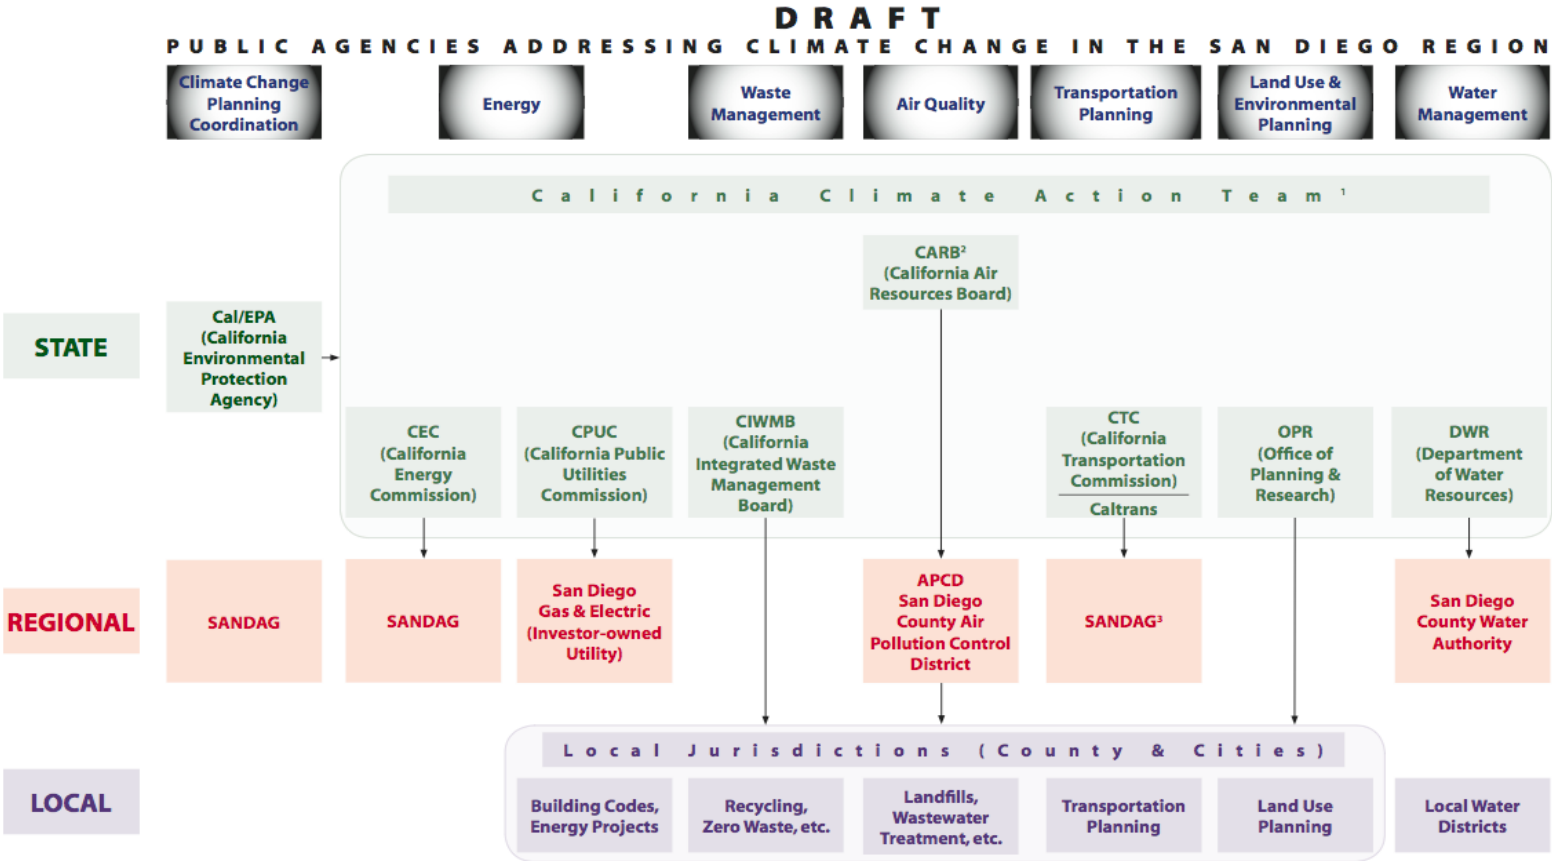 DRAFT
PUBLIC AGENCIES ADDRESSING CLIMATE CHANGE IN THE SAN DIEGO REGION
Climate Change
Planning
Coordination
Energy
Waste
Management
Air Quality
Transportation
Planning
Land Use &
Environmental
Planning
Water
Management
California Climate Action Team¹
CARB²
(California Air
Resources Board)
STATE
Cal/EPA
(California
Environmental
Protection
Agency)
CEC
(California
Energy
Commission)
CPUC
(California Public
Utilities
Commission)
CIWMB
(California
Integrated Waste
Management
Board)
CTC
(California
Transportation
Commission)
Caltrans
OPR
(Office of
Planning &
Research)
DWR
(Department
of Water
Resources)
REGIONAL
SANDAG
SANDAG
San Diego
Gas & Electric
(Investor-owned
Utility)
APCD
San Diego
County Air
Pollution Control
District
SANDAG³
San Diego
County Water
Authority
Local Jurisdictions (County & Cities)
LOCAL
Building Codes,
Energy Projects
Recycling,
Zero Waste, etc.
Landfills,
Wastewater
Treatment, etc.
Transportation
Planning
Land Use
Planning
Local Water
Districts